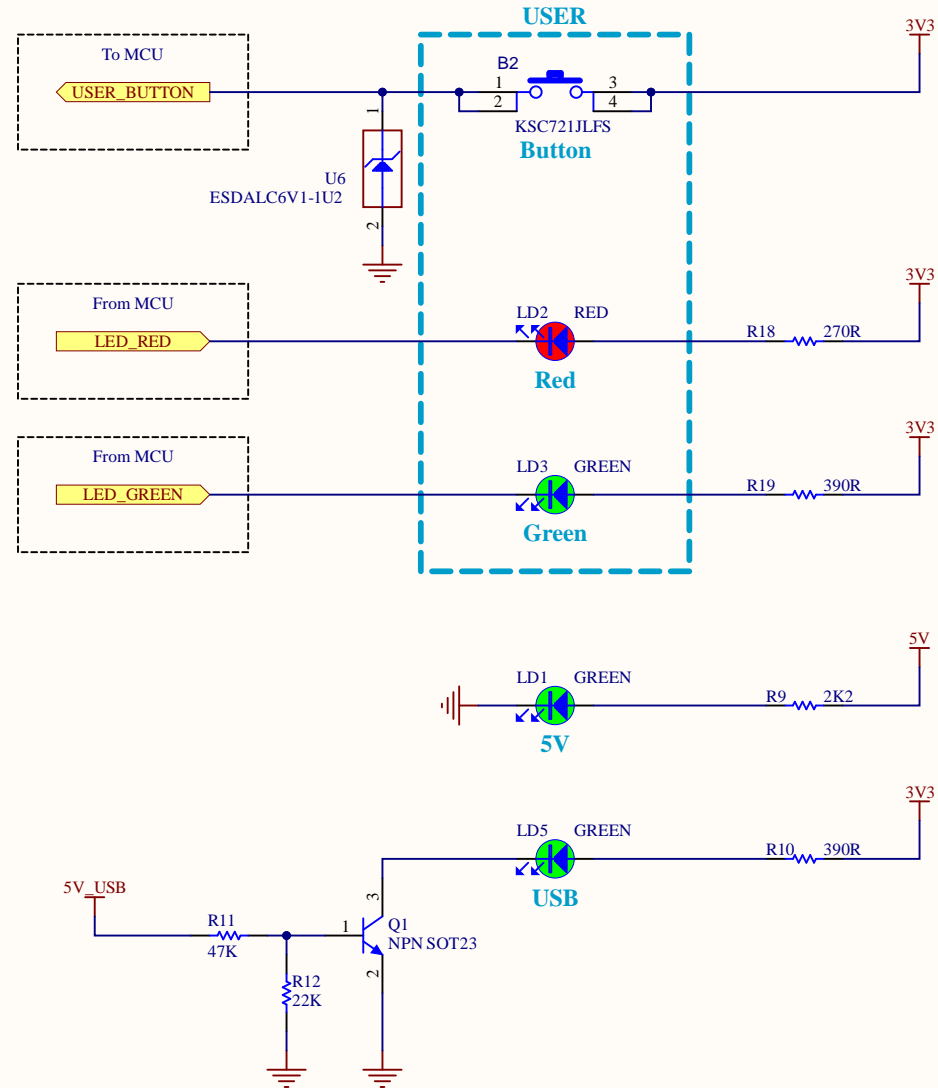 USER
3V3
To MCU
USER_BUTTON
B2
1
2
3
4
KSC721JLFS
Button
1
U6
ESDALC6V1-1U2
2
3V3
From MCU
LED_RED
LD2
RED
R18
270R
Red
3V3
From MCU
LED_GREEN
LD3
GREEN
R19
390R
Green
5V
LD1
GREEN
R9
2K2
5V
3V3
LD5
GREEN
R10
390R
USB
5V_USB
R11
47K
3
1
Q1
NPN SOT23
2
R12
22K